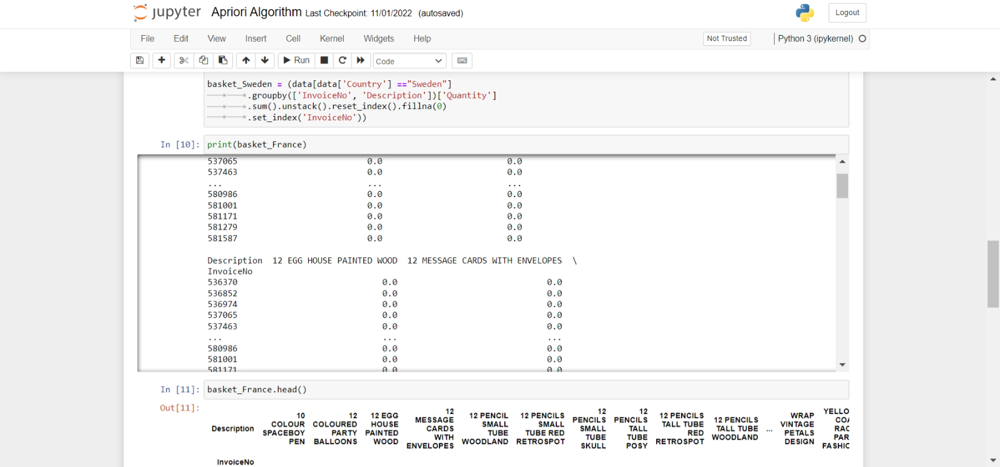 jupyter Apriori Algorithm Last Checkpoint: 11/01/2022 (autosaved) Logout
File Edit View Insert Cell Kernel Widgets Help Not Trusted Python 3 (ipykernel)
Run Code
basket_Sweden = (data[data['Country'] =="Sweden"]
.groupby(['InvoiceNo', 'Description'])['Quantity']
.sum().unstack().reset_index().fillna(0)
.set_index('InvoiceNo'))
In [10]: print(basket_France)
537065 0.0 0.0
537463 0.0 0.0
... ... ...
580986 0.0 0.0
581001 0.0 0.0
581171 0.0 0.0
581279 0.0 0.0
581587 0.0 0.0
Description 12 EGG HOUSE PAINTED WOOD 12 MESSAGE CARDS WITH ENVELOPES \
InvoiceNo
536370 0.0 0.0
536852 0.0 0.0
536974 0.0 0.0
537065 0.0 0.0
537463 0.0 0.0
... ... ...
580986 0.0 0.0
581001 0.0 0.0
581171 0.0 0.0
In [11]: basket_France.head()
Out[11]:
12 12 12 YELLO
10 12 12 EGG MESSAGE 12 PENCIL 12 PENCILS PENCILS PENCILS 12 PENCILS 12 PENCILS WRAP COA
COLOUR COLOURED HOUSE CARDS SMALL SMALL SMALL TALL TALL TUBE TALL TUBE VINTAGE RAC
Description SPACEBOY PARTY PAINTED WITH TUBE TUBE RED TUBE TUBE RED WOODLAND ... PETALS PAR
PEN BALLOONS WOOD ENVELOPES WOODLAND RETROSPOT SKULL POSY RETROSPOT DESIGN FASHIC
InvoiceNo